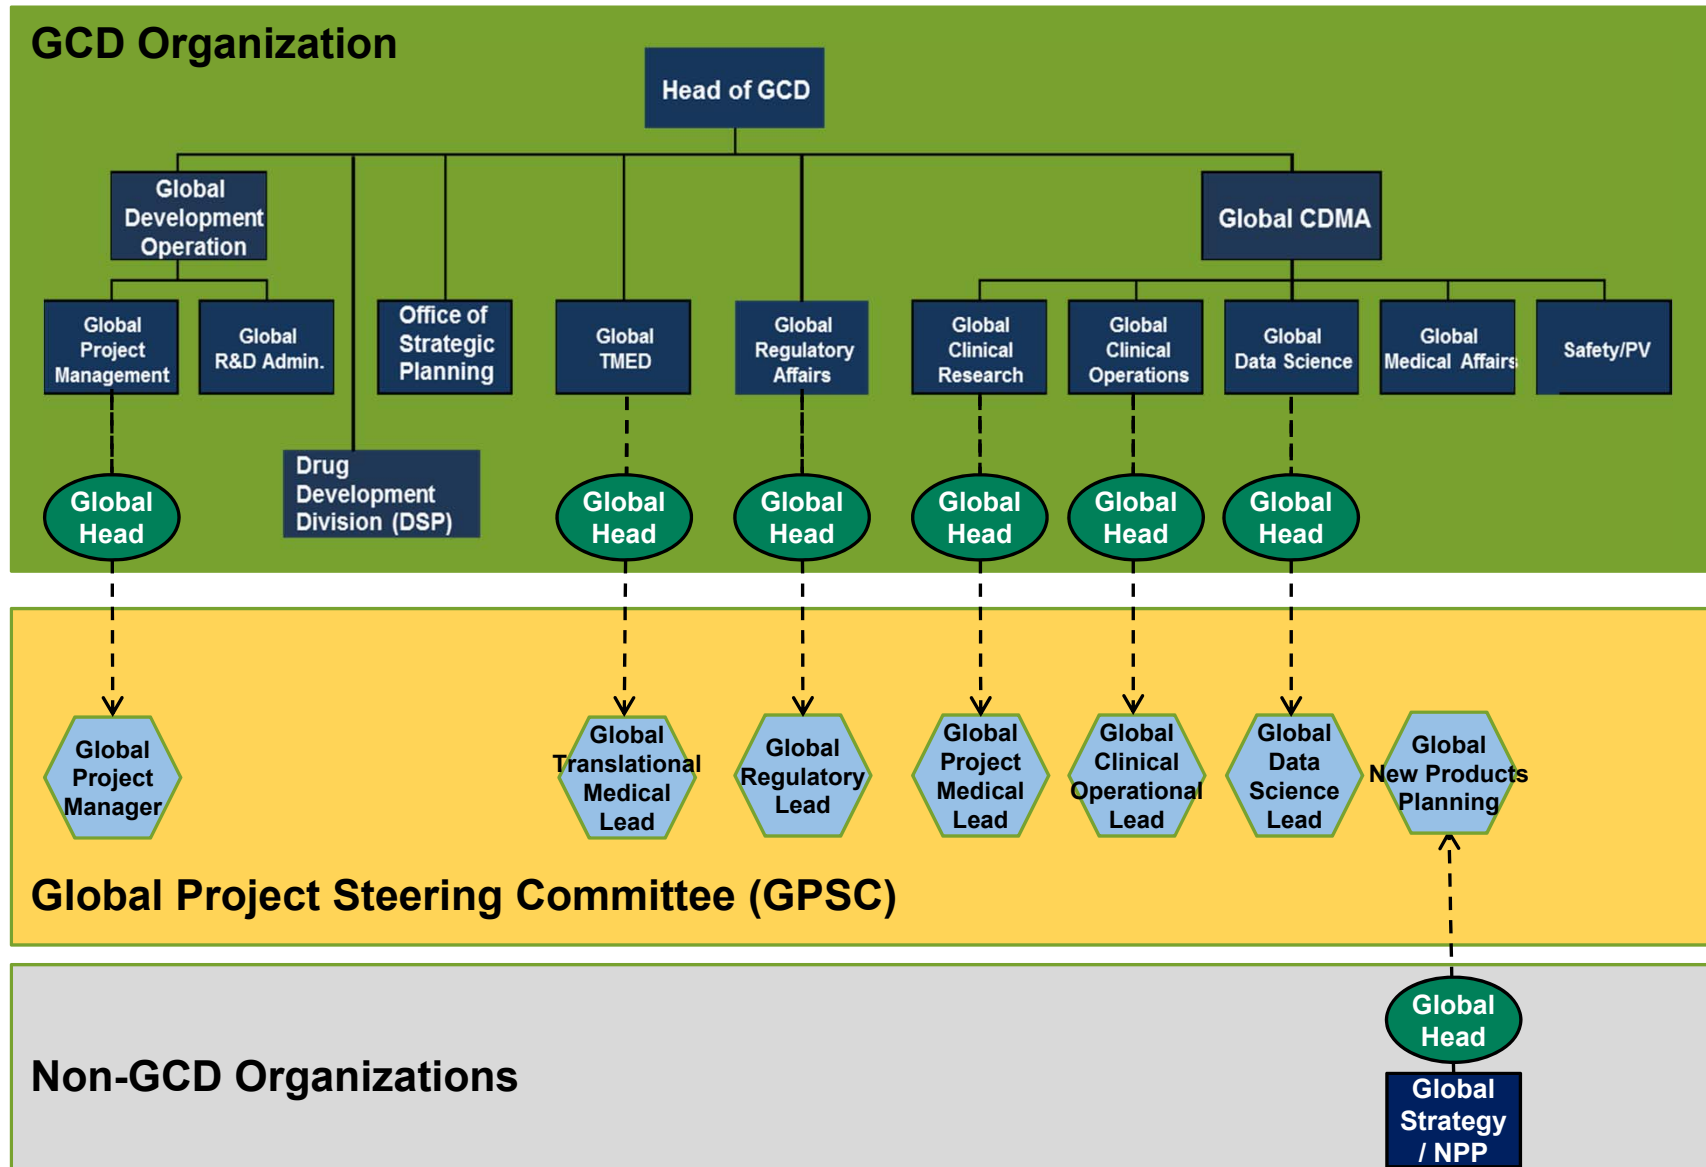 GCD Organization
Head of GCD
Global
Development
Operation
Global CDMA
Global
Project
Management
Global
R&D Admin.
Office of
Strategic
Planning
Global
TMED
Global
Regulatory
Affairs
Global
Clinical
Research
Global
Clinical
Operations
Global
Data Science
Global
Medical Affairs
Safety/PV
Drug
Development
Division (DSP)
Global
Head
Global
Head
Global
Head
Global
Head
Global
Head
Global
Head
Global
Project
Manager
Global
Translational
Medical
Lead
Global
Regulatory
Lead
Global
Project
Medical
Lead
Global
Clinical
Operational
Lead
Global
Data
Science
Lead
Global
New Products
Planning
Global Project Steering Committee (GPSC)
Global
Head
Non-GCD Organizations
Global
Strategy
/ NPP